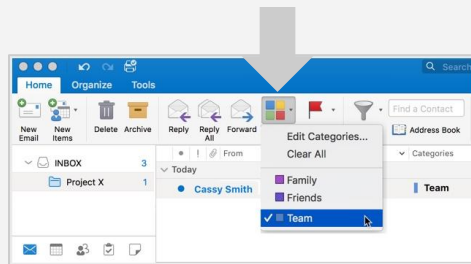 Search
Home Organize Tools
New Email
New Items
Delete
Archive
Reply
Reply All
Forward
Find a Contact
Address Book
Edit Categories...
Clear All
Family
Friends
Team
INBOX 3
Project X 1
! From
Categories
Today
Cassy Smith
Team